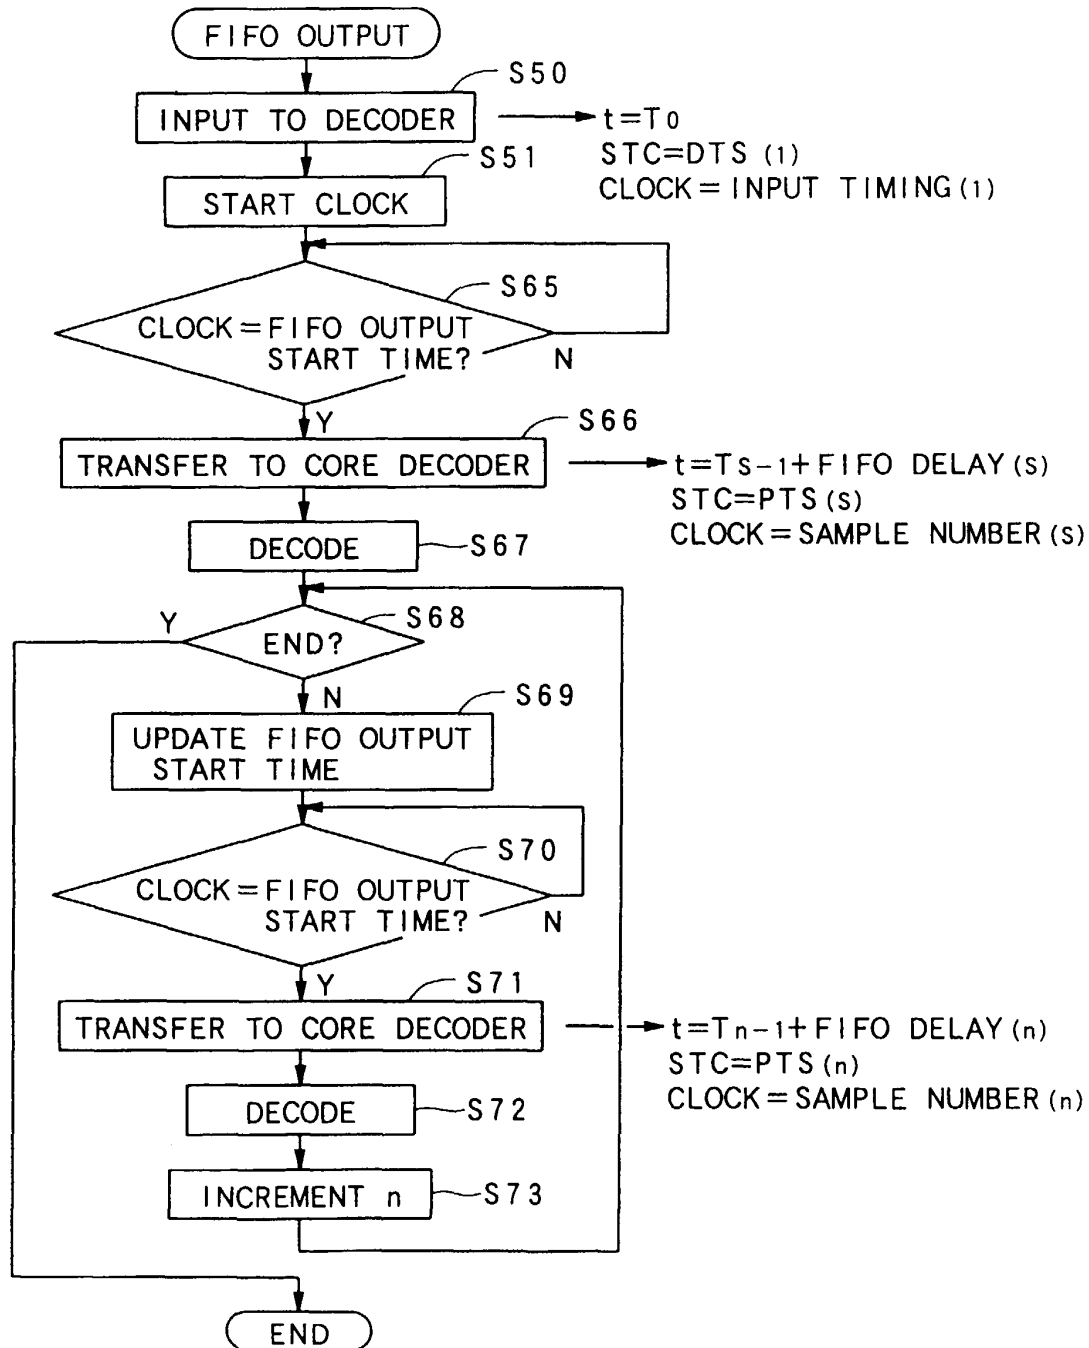 FIFO OUTPUT
S50
INPUT TO DECODER
t=T0
STC=DTS (1)
CLOCK=INPUT TIMING (1)
S51
START CLOCK
S65
CLOCK=FIFO OUTPUT
START TIME?
N
Y
S66
TRANSFER TO CORE DECODER
t=Ts-1+FIFO DELAY (s)
STC=PTS (s)
CLOCK=SAMPLE NUMBER (s)
DECODE
S67
Y
S68
END?
N
S69
UPDATE FIFO OUTPUT
START TIME
S70
CLOCK=FIFO OUTPUT
START TIME?
N
Y
S71
TRANSFER TO CORE DECODER
t=Tn-1+FIFO DELAY (n)
STC=PTS (n)
CLOCK=SAMPLE NUMBER (n)
DECODE
S72
INCREMENT n
S73
END